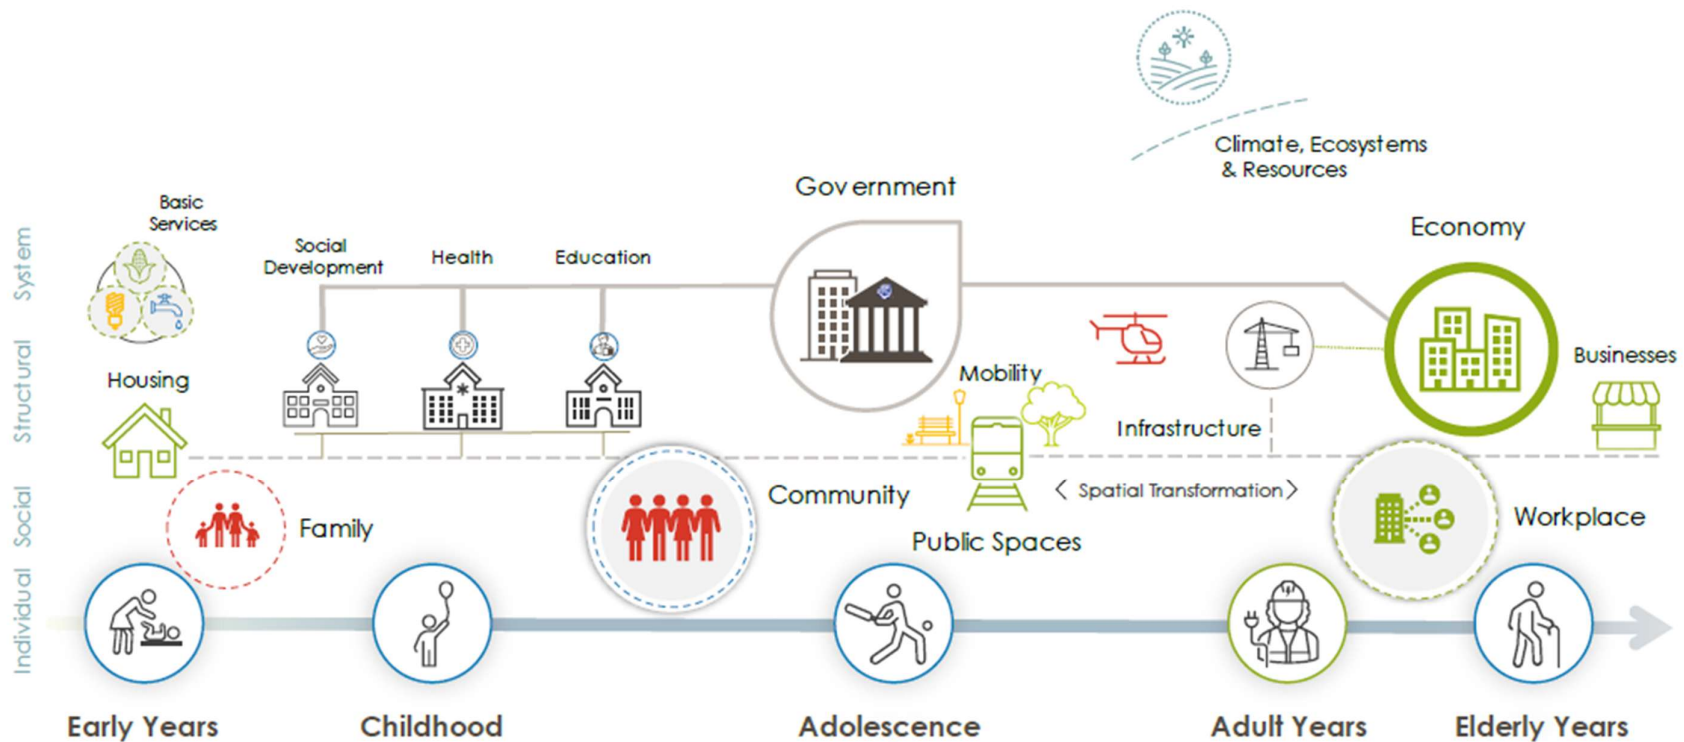 Climate, Ecosystems
& Resources
Government
Basic
Services
Economy
Social
Development
Health
Education
System
Structural
Social
Individual
Housing
Mobility
Businesses
Infrastructure
Family
Community
< Spatial Transformation >
Public Spaces
Workplace
Early Years
Childhood
Adolescence
Adult Years
Elderly Years